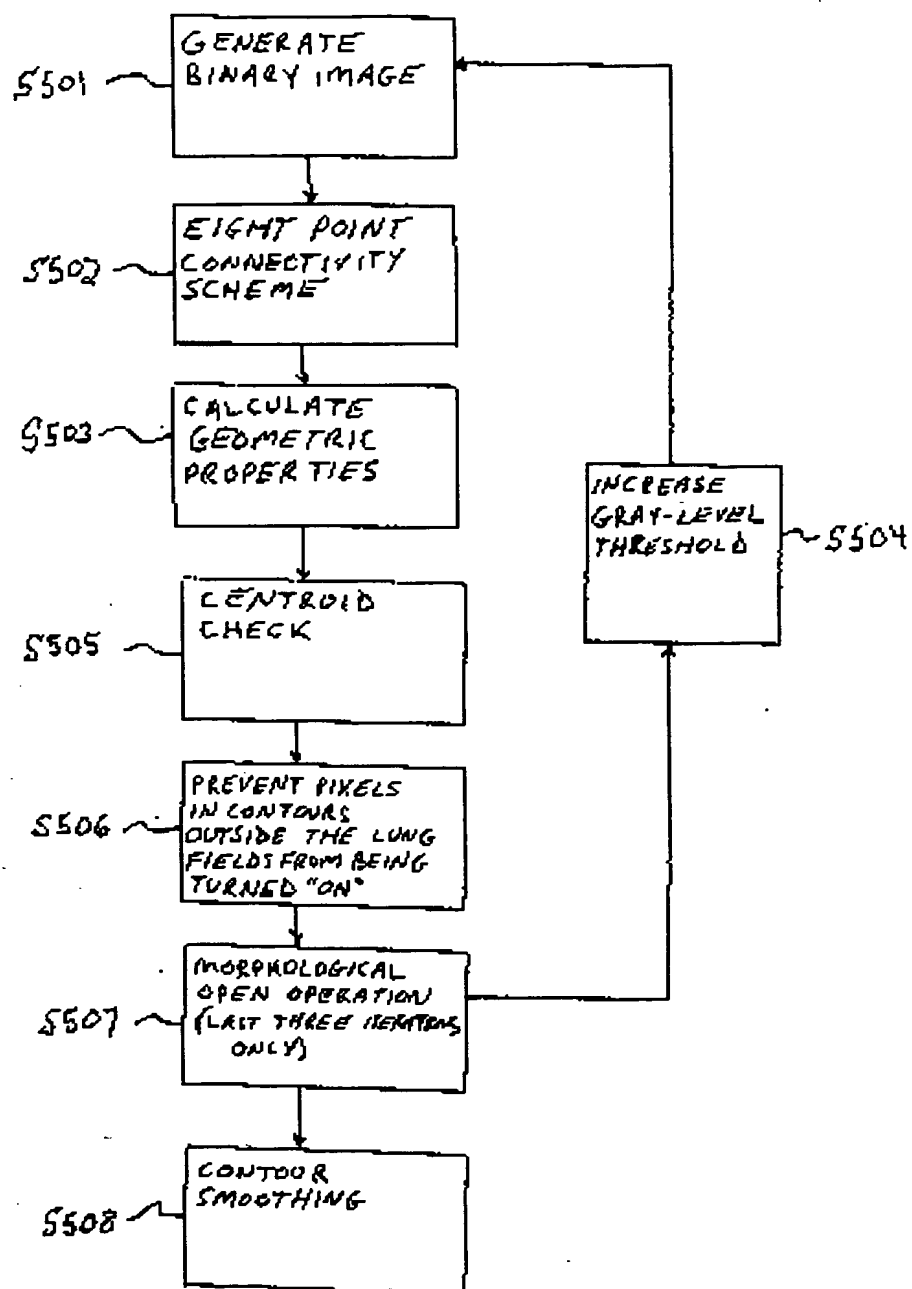 GENERATE
BINARY IMAGE
S501
EIGHT POINT
CONNECTIVITY
SCHEME
S502
CALCULATE
GEOMETRIC
PROPERTIES
S503
INCREASE
GRAY-LEVEL
THRESHOLD
S504
CENTROID
CHECK
S505
PREVENT PIXELS
IN CONTOURS
OUTSIDE THE LUNG
FIELDS FROM BEING
TURNED "ON"
S506
MORPHOLOGICAL
OPEN OPERATION
(LAST THREE ITERATIONS
ONLY)
S507
CONTOUR
SMOOTHING
S508